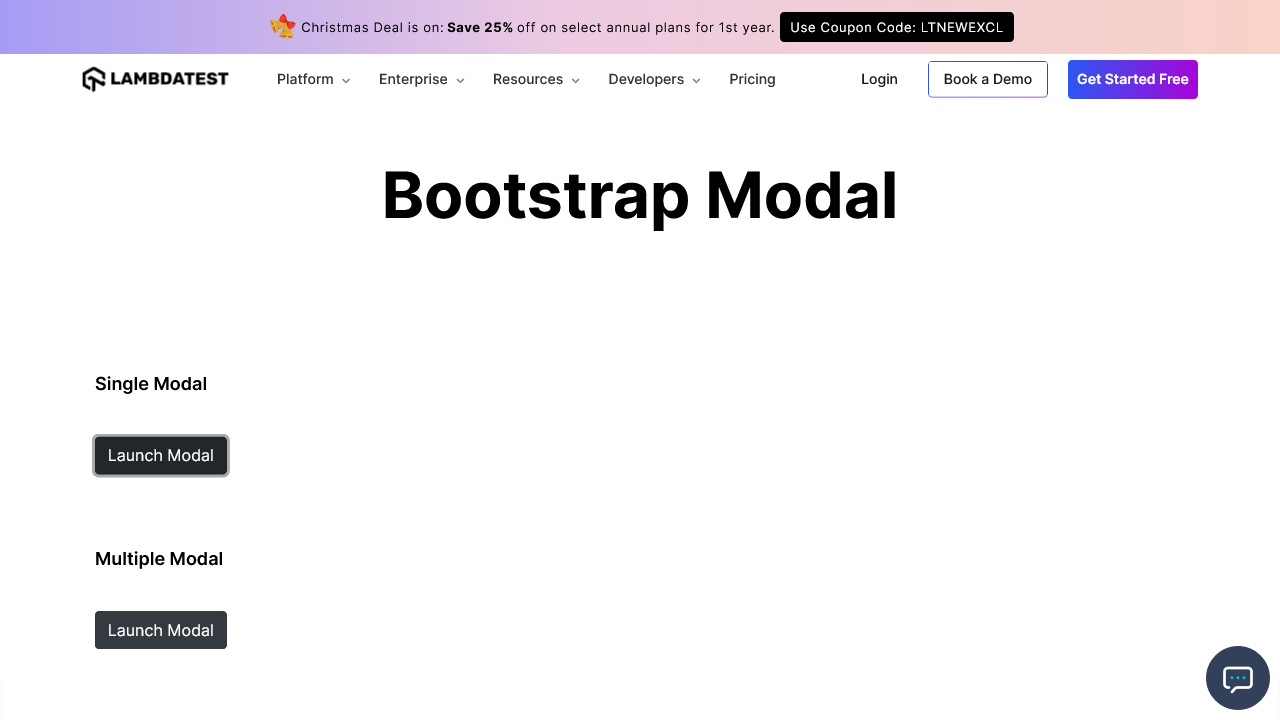 Christmas Deal is on: Save 25% off on select annual plans for 1st year. Use Coupon Code: LTNEWEXCL
LAMBDATEST Platform Enterprise Resources Developers Pricing Login Book a Demo Get Started Free
Bootstrap Modal
Single Modal
Launch Modal
Multiple Modal
Launch Modal